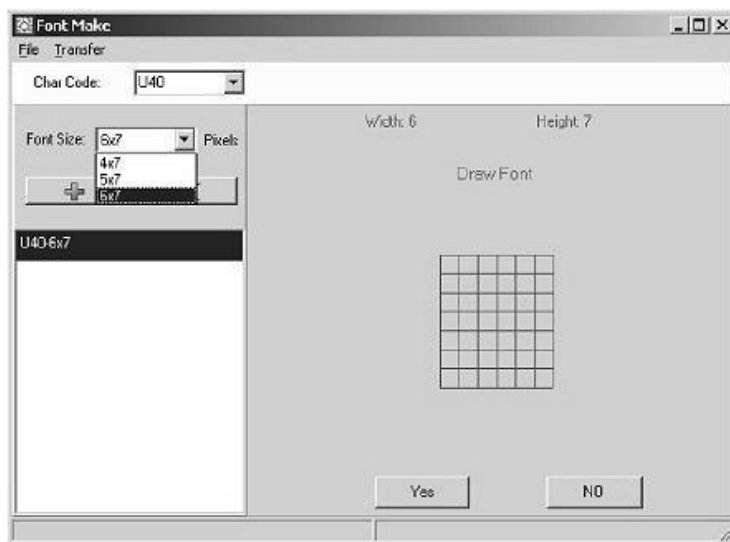 Font Make
File Transfer
Char Code: U40
Font Size: 6x7 Pixels
4x7
5x7
6x7
U40-6x7
Width: 6 Height: 7
Draw Font
Yes NO